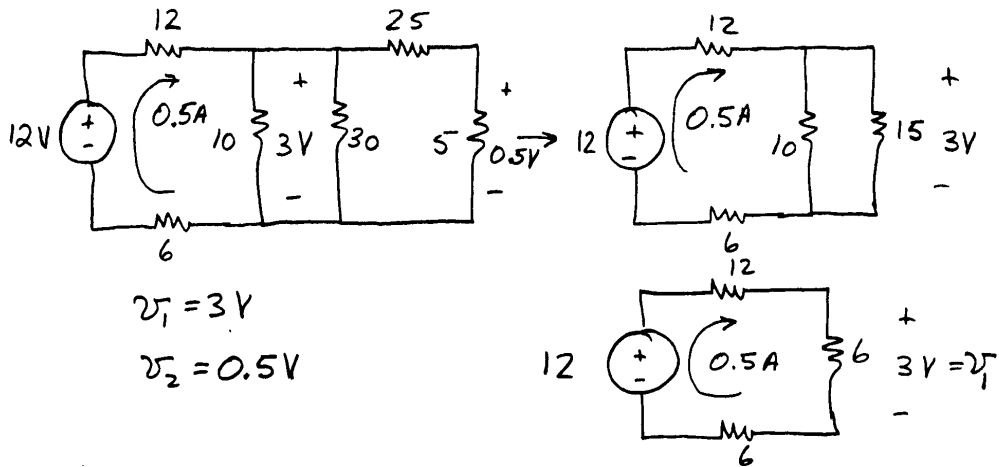 12 25
12V + - 0.5A 10 + 3V - 30 5 + 0.5V -
6
12
12 + - 0.5A 10 15 + 3V -
6
v₁ = 3V
v₂ = 0.5V
12
12 + - 0.5A 6 + 3V = v₁ -
6